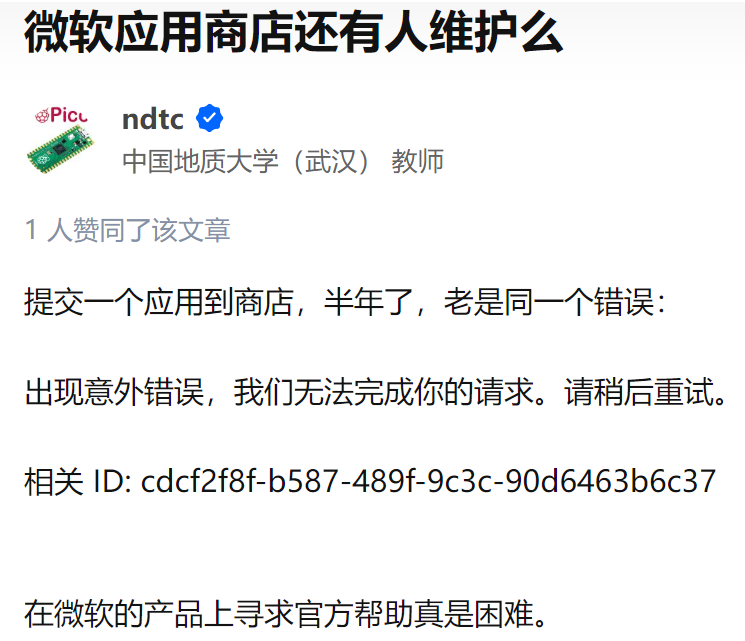 微软应用商店还有人维护么
Pico
ndtc
中国地质大学（武汉） 教师
1 人赞同了该文章
提交一个应用到商店，半年了，老是同一个错误：
出现意外错误，我们无法完成你的请求。请稍后重试。
相关 ID: cdcf2f8f-b587-489f-9c3c-90d6463b6c37
在微软的产品上寻求官方帮助真是困难。